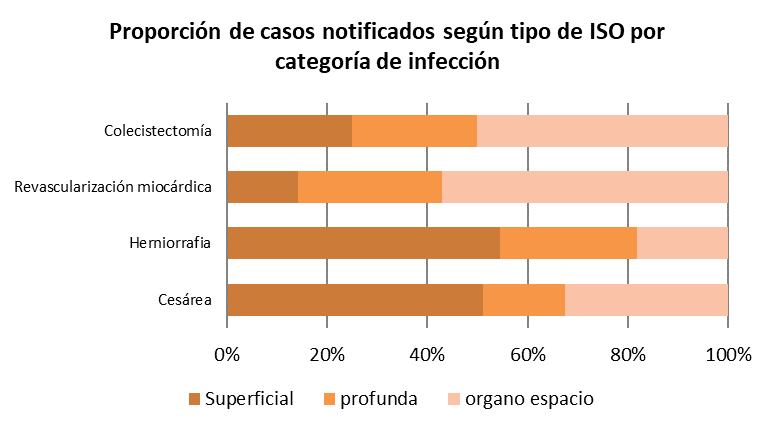 Proporción de casos notificados según tipo de ISO por
categoría de infección
Colecistectomía
Revascularización miocárdica
Herniorrafia
Cesárea
0% 20% 40% 60% 80% 100%
Superficial profunda organo espacio